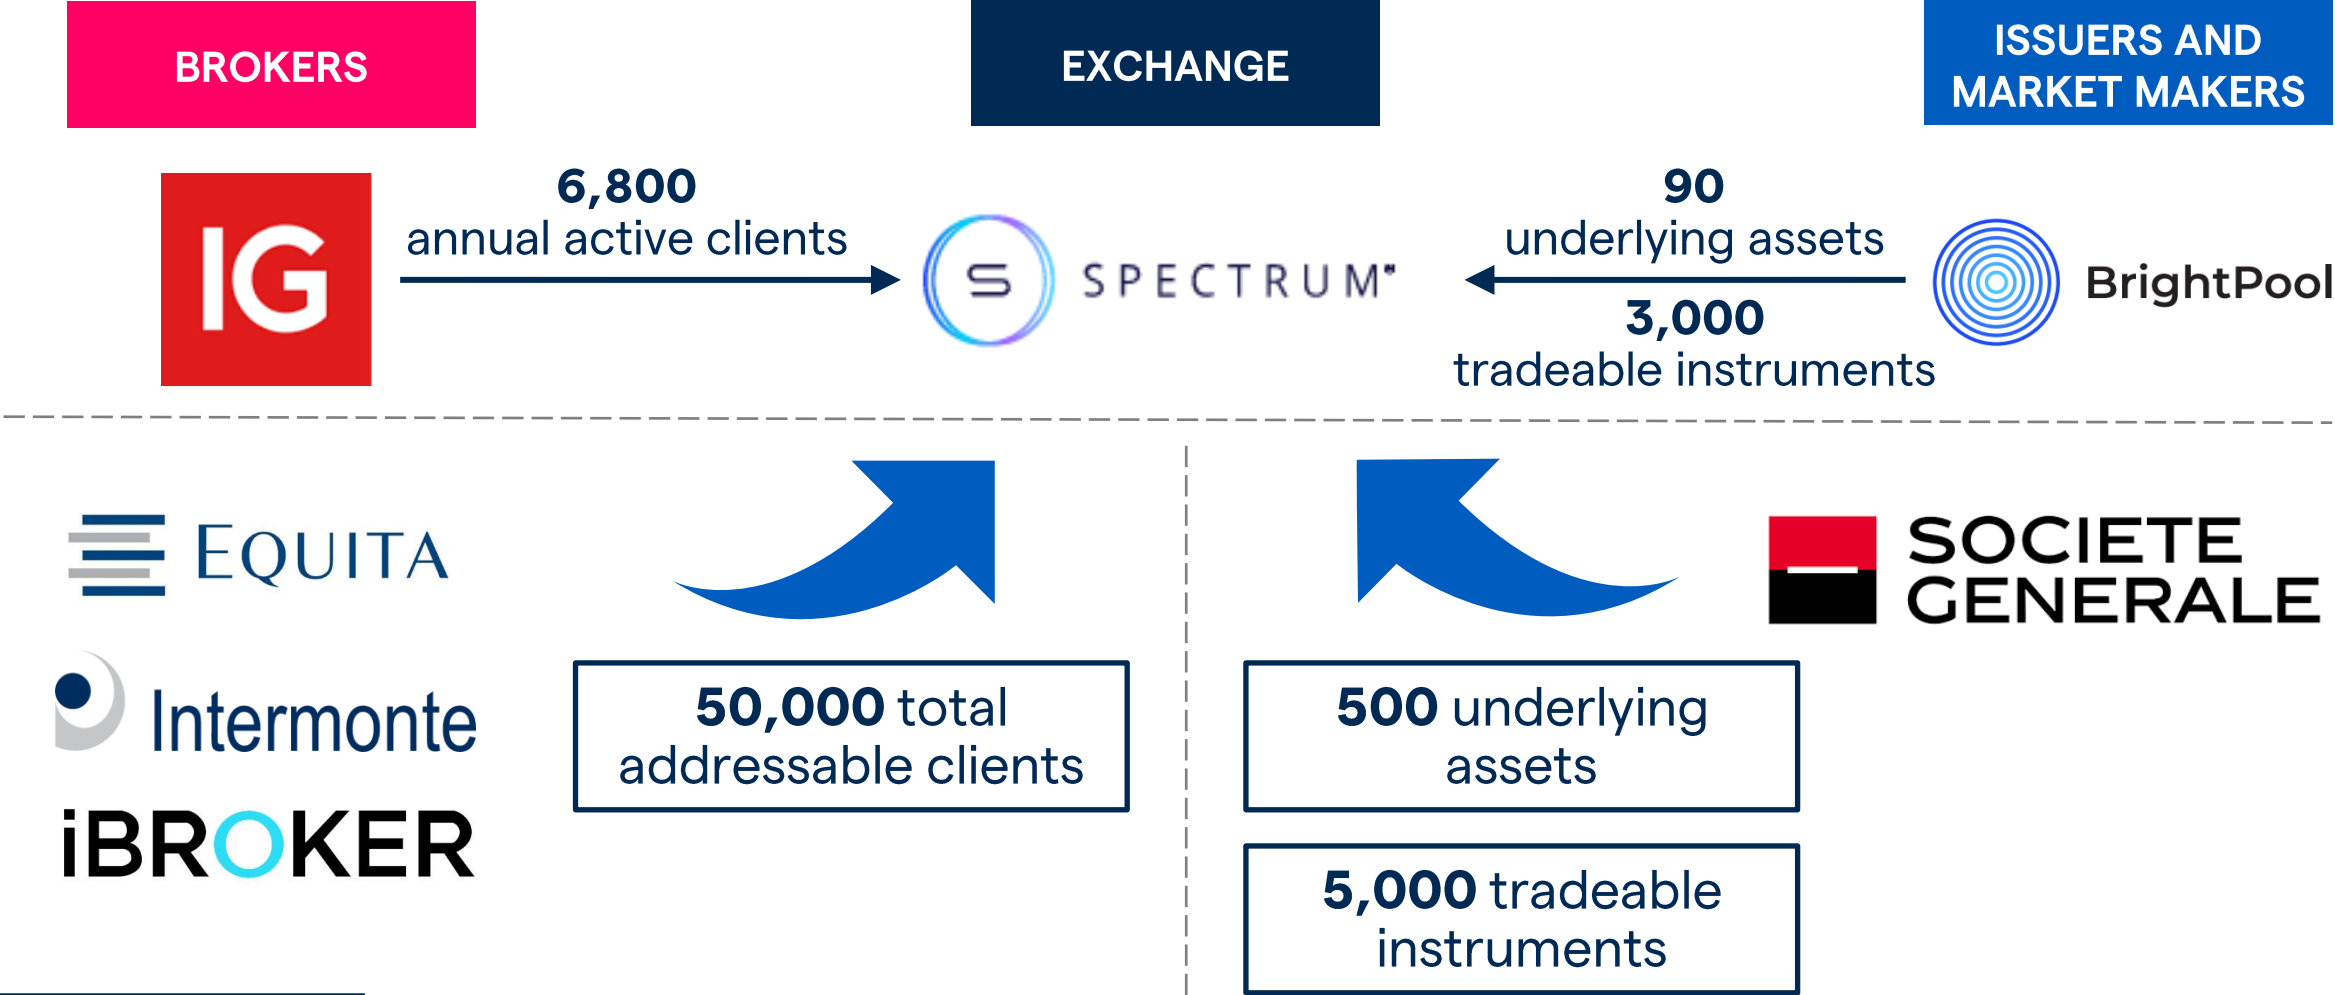 BROKERS
EXCHANGE
ISSUERS AND
MARKET MAKERS
IG
6,800
annual active clients
S
SPECTRUM
90
underlying assets
3,000
tradeable instruments
BrightPool
EQUITA
Intermonte
iBROKER
50,000 total
addressable clients
SOCIETE
GENERALE
500 underlying
assets
5,000 tradeable
instruments